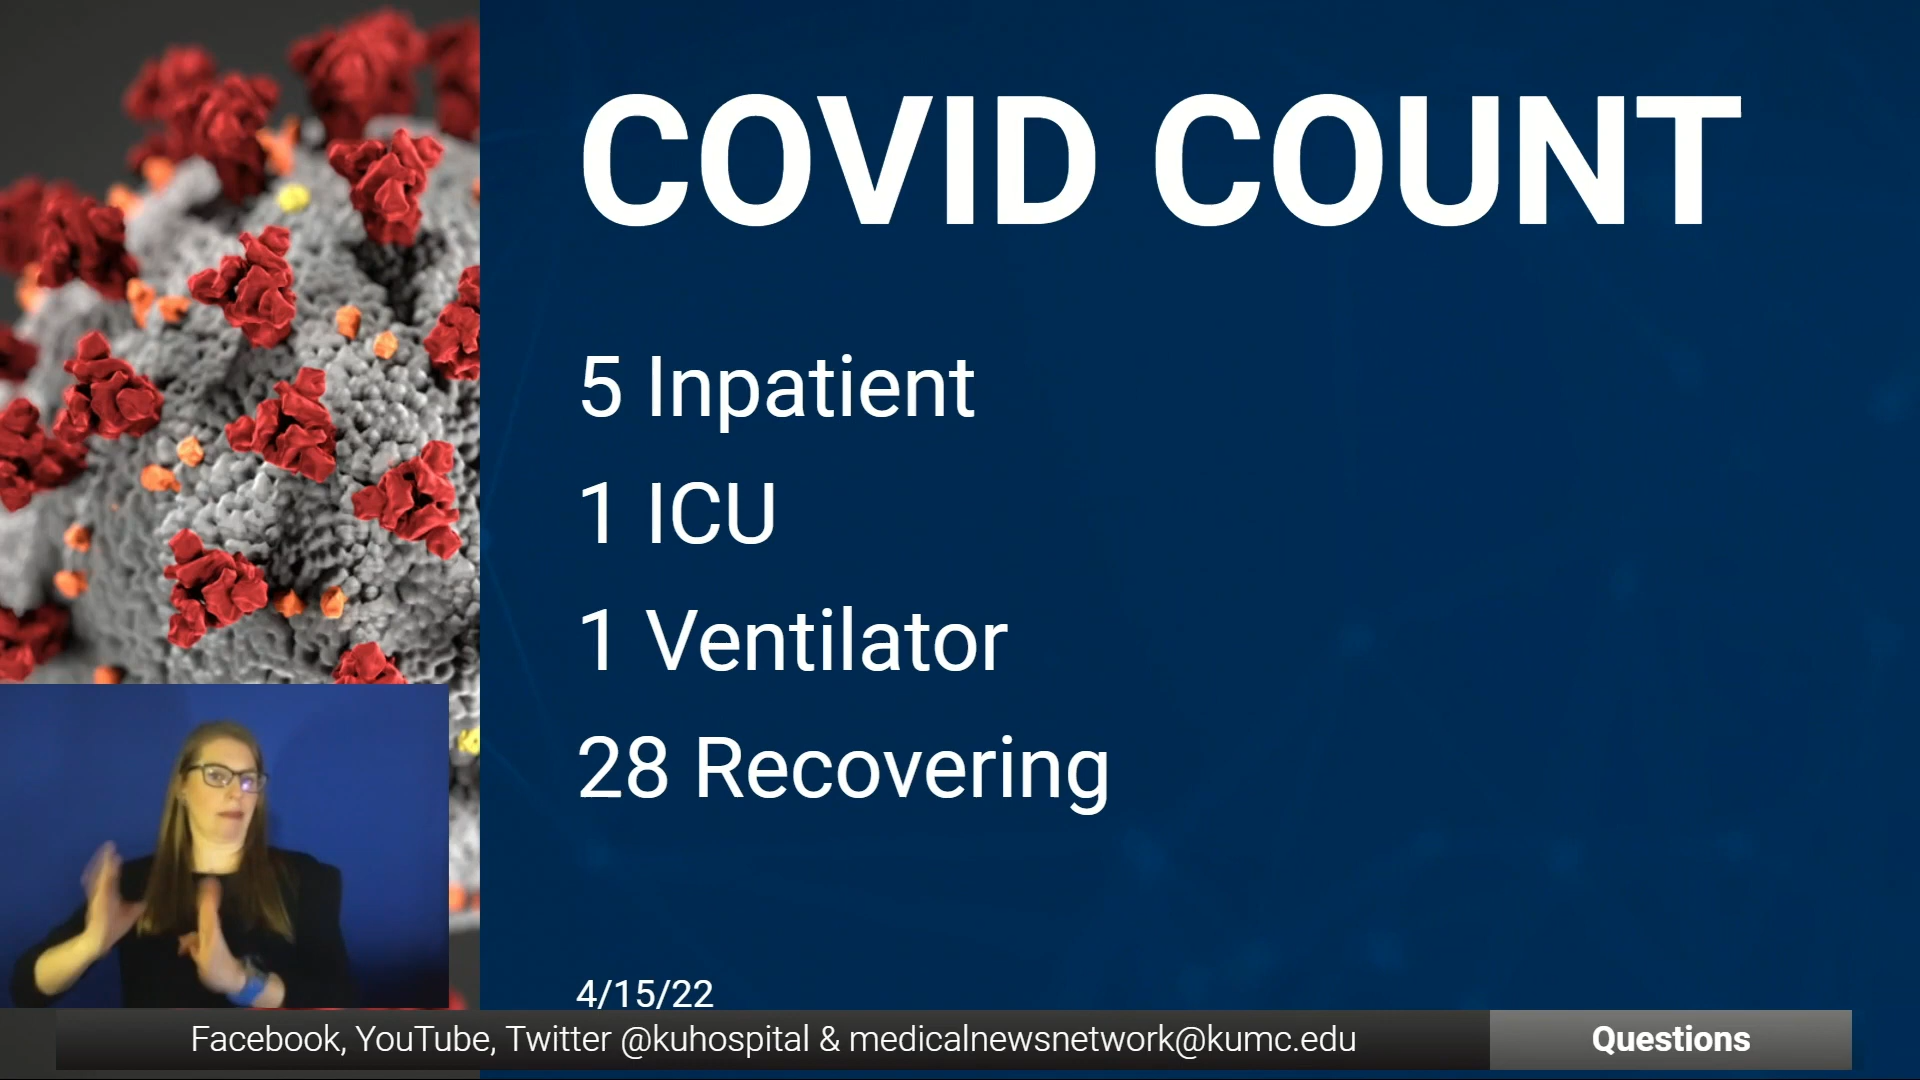 COVID COUNT
5 Inpatient
1 ICU
1 Ventilator
28 Recovering
4/15/22
Facebook, YouTube, Twitter @kuhospital & medicalnewsnetwork@kumc.edu
Questions